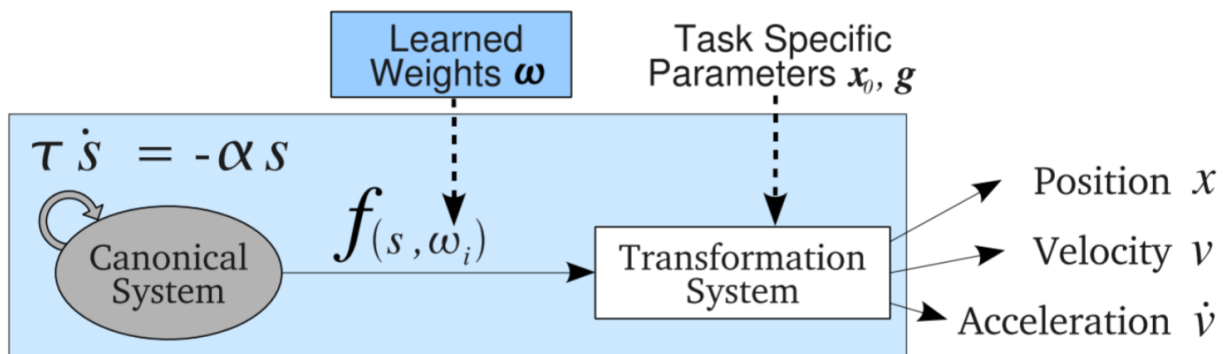 Learned
Weights ω
Task Specific
Parameters x₀, g
τ ṡ = -α s
Canonical
System
f(s, ωᵢ)
Transformation
System
Position x
Velocity v
Acceleration v̇